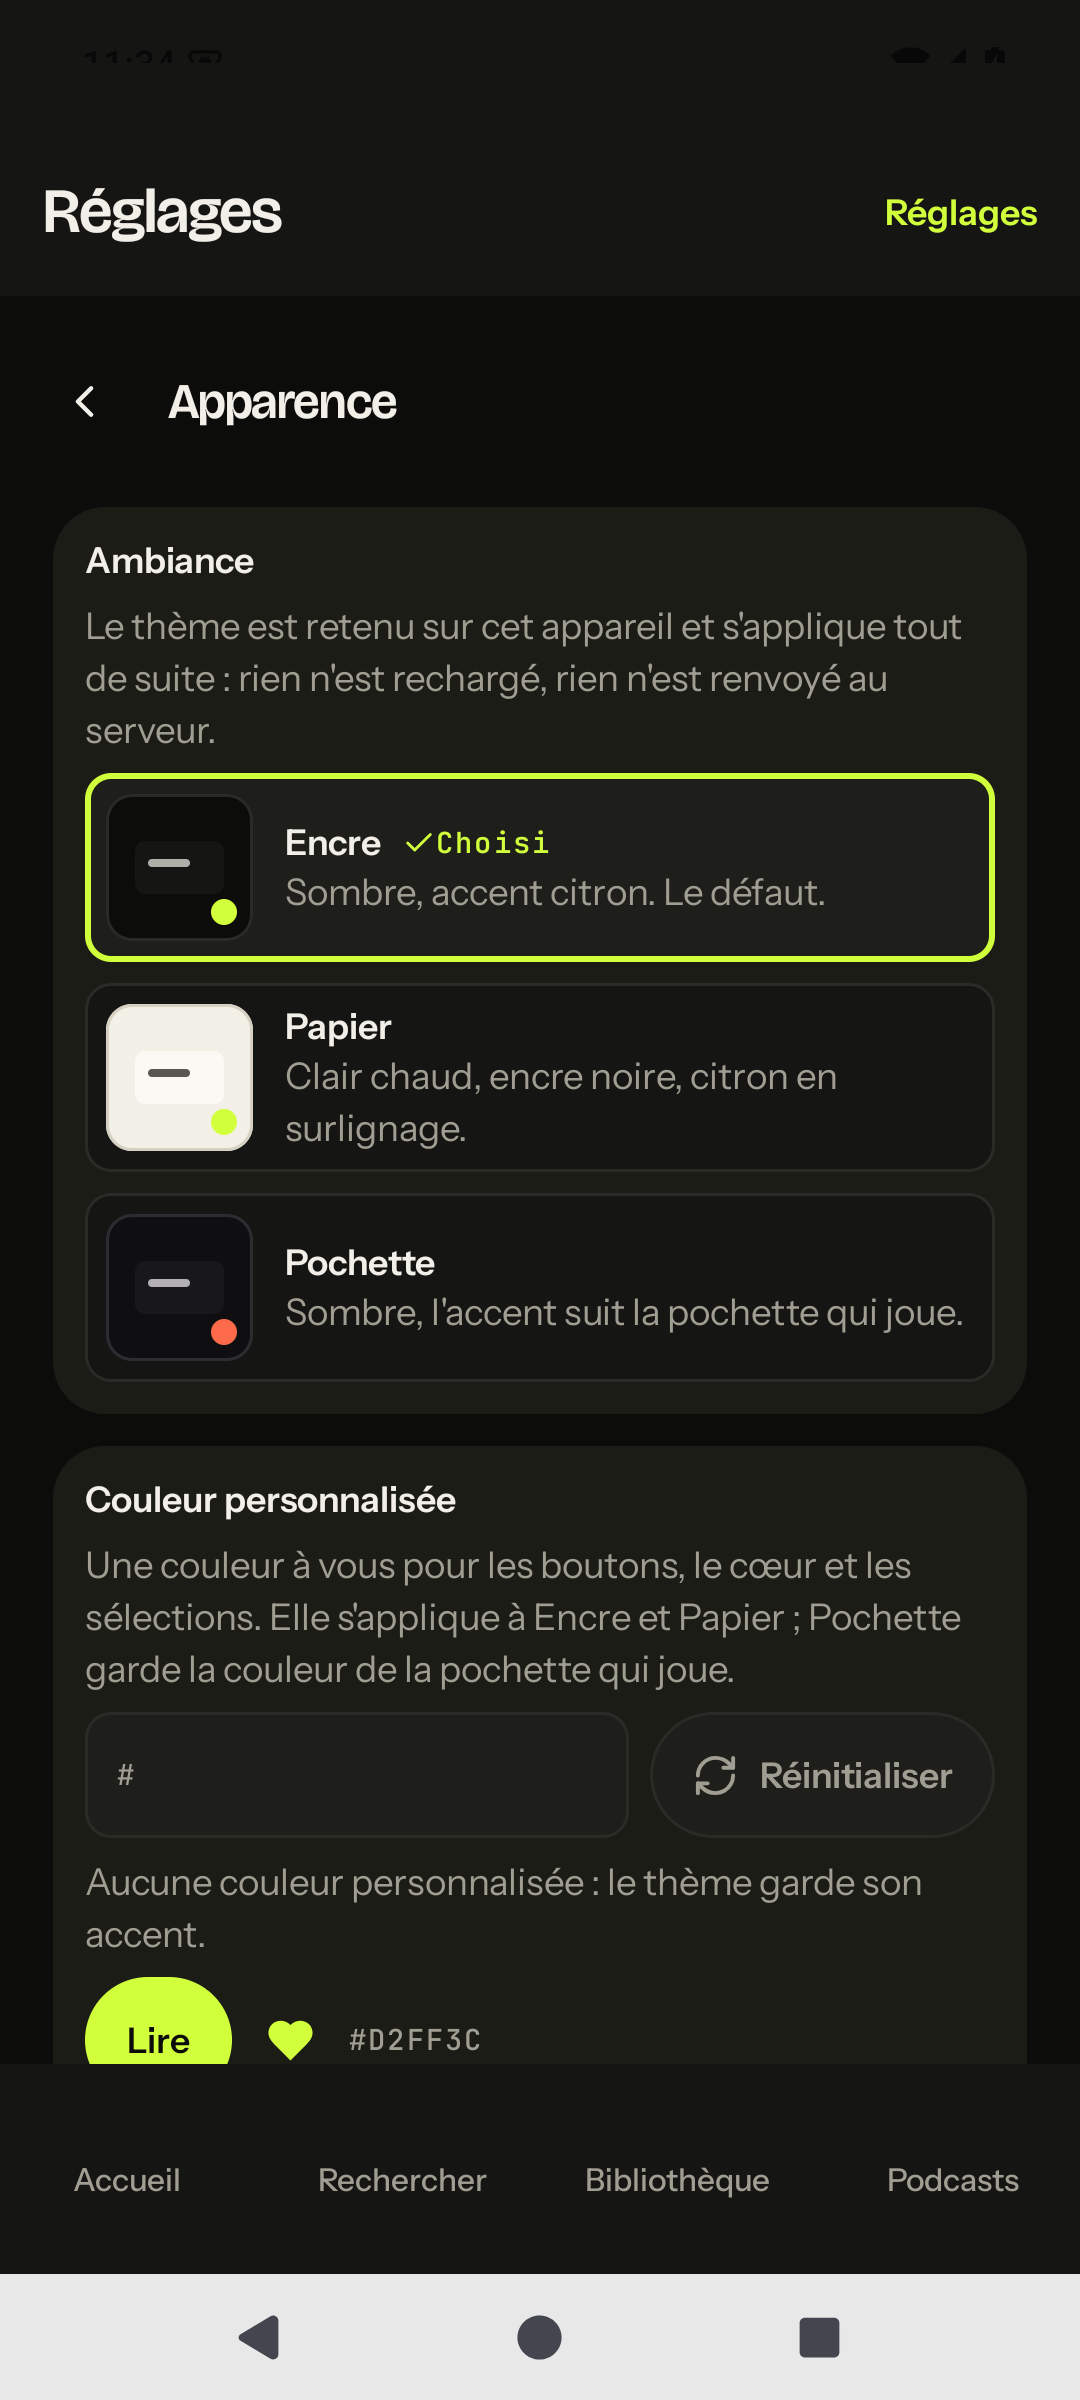 Réglages
Réglages
Apparence
Ambiance
Le thème est retenu sur cet appareil et s'applique tout
de suite : rien n'est rechargé, rien n'est renvoyé au
serveur.
Encre ✓Choisi
Sombre, accent citron. Le défaut.
Papier
Clair chaud, encre noire, citron en
surlignage.
Pochette
Sombre, l'accent suit la pochette qui joue.
Couleur personnalisée
Une couleur à vous pour les boutons, le cœur et les
sélections. Elle s'applique à Encre et Papier ; Pochette
garde la couleur de la pochette qui joue.
#
Réinitialiser
Aucune couleur personnalisée : le thème garde son
accent.
Lire
#D2FF3C
Accueil
Rechercher
Bibliothèque
Podcasts